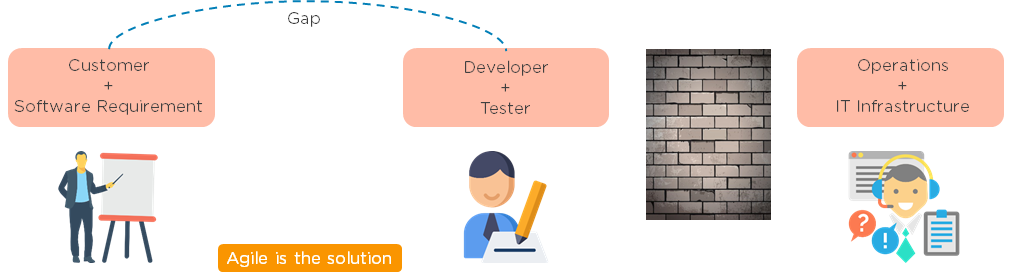 Gap
Customer
+
Software Requirement
Developer
+
Tester
Operations
+
IT Infrastructure
?
!
Agile is the solution